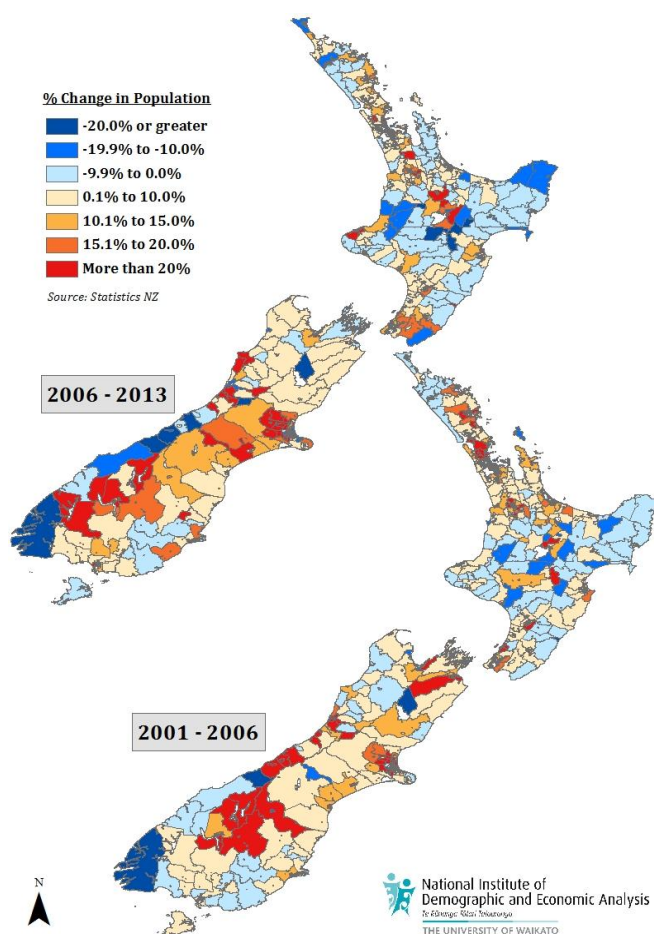 % Change in Population
-20.0% or greater
-19.9% to -10.0%
-9.9% to 0.0%
0.1% to 10.0%
10.1% to 15.0%
15.1% to 20.0%
More than 20%
Source: Statistics NZ
2006 - 2013
2001 - 2006
N
National Institute of
Demographic and Economic Analysis
THE UNIVERSITY OF WAIKATO